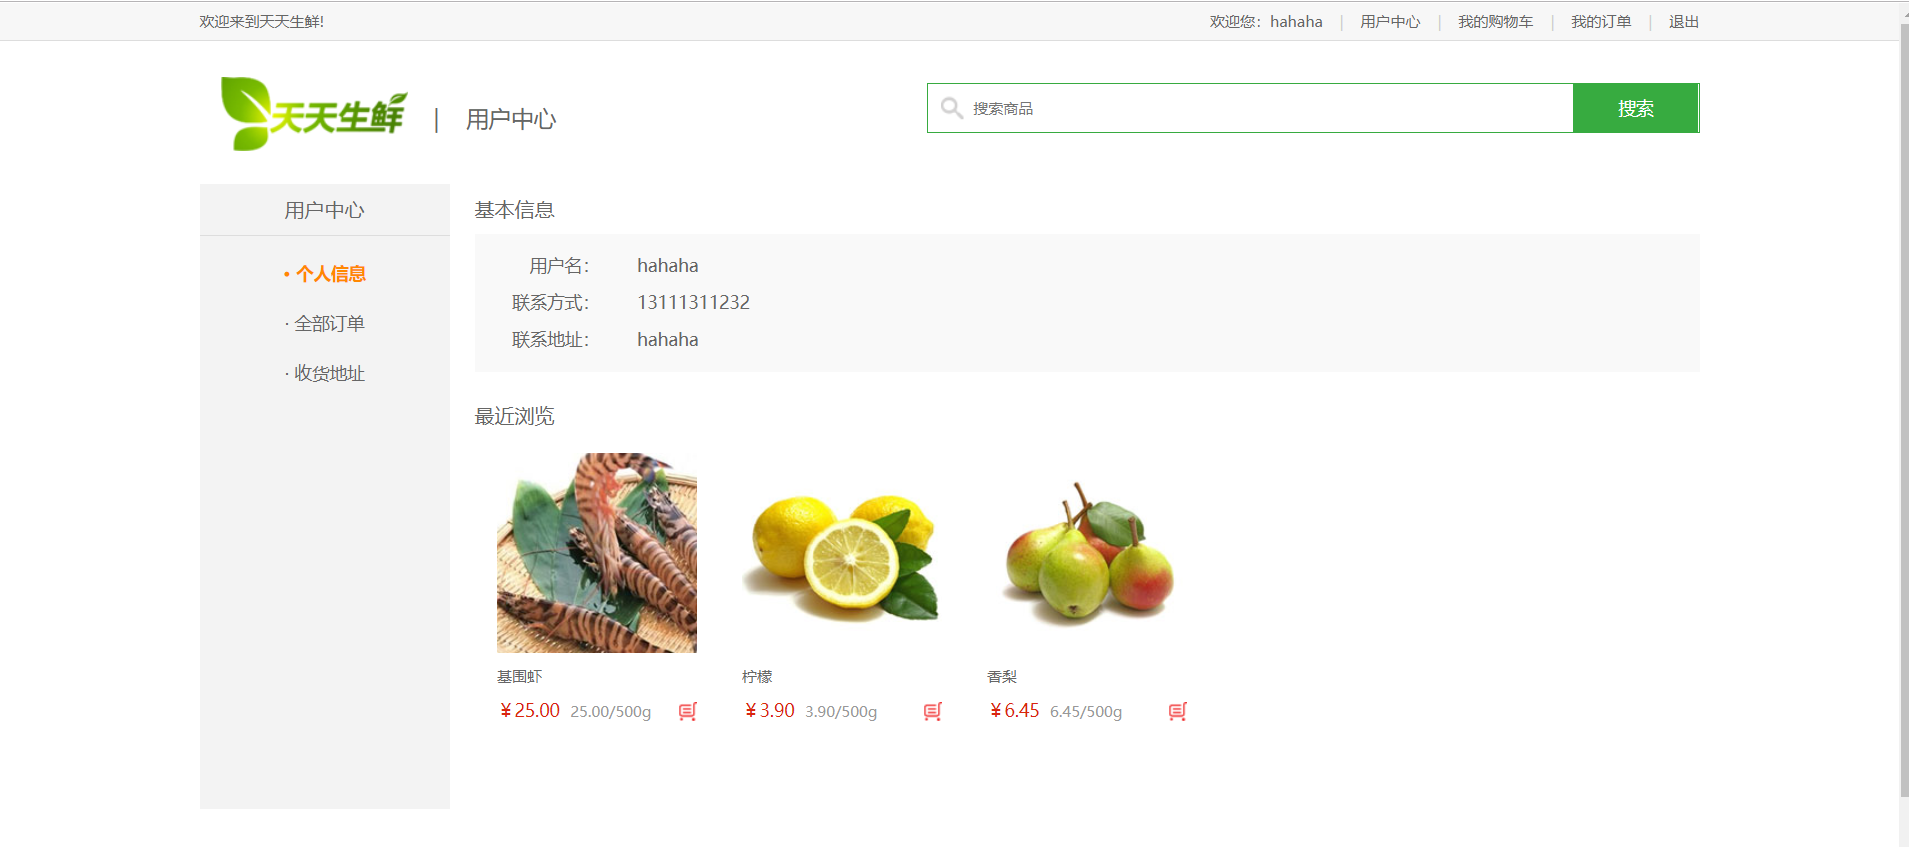 欢迎来到天天生鲜!
欢迎您：hahaha | 用户中心 | 我的购物车 | 我的订单 | 退出
天天生鲜 | 用户中心
搜索商品 搜索
用户中心
• 个人信息
· 全部订单
· 收货地址
基本信息
用户名： hahaha
联系方式： 13111311232
联系地址： hahaha
最近浏览
基围虾
￥25.00 25.00/500g
柠檬
￥3.90 3.90/500g
香梨
￥6.45 6.45/500g